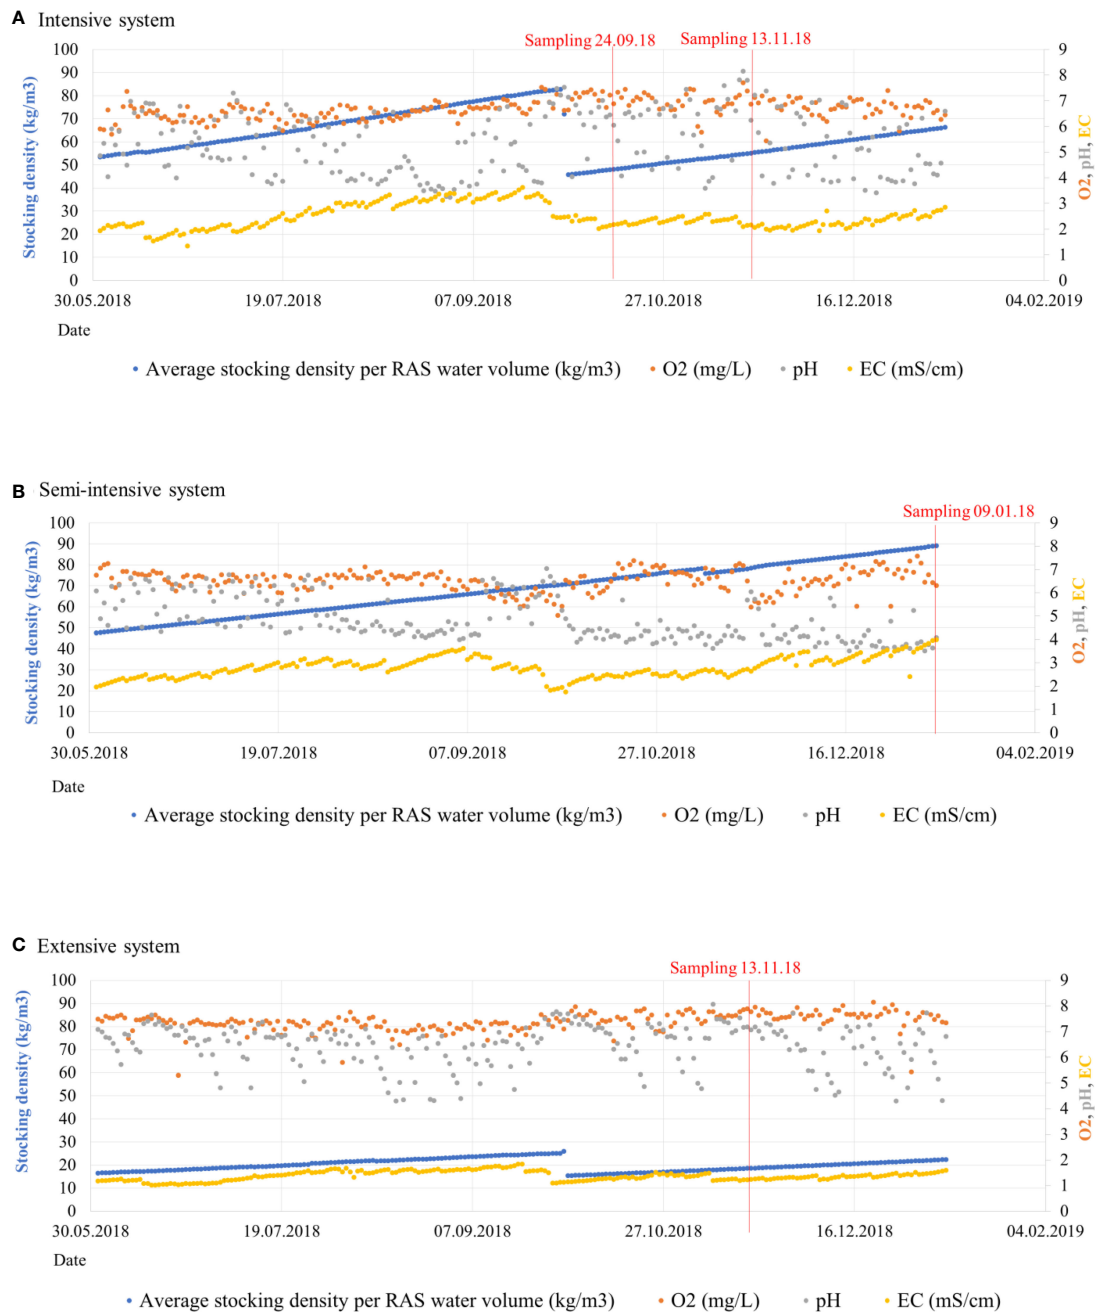 A Intensive system
Sampling 24.09.18 Sampling 13.11.18
100 9
90 8
80 7
70 6
60 5
50 4
40 3
30 2
20 1
10 0
0
Stocking density (kg/m3)
O2, pH, EC
30.05.2018 19.07.2018 07.09.2018 27.10.2018 16.12.2018 04.02.2019
Date
Average stocking density per RAS water volume (kg/m3) O2 (mg/L) pH EC (mS/cm)
B Semi-intensive system
Sampling 09.01.18
100 9
90 8
80 7
70 6
60 5
50 4
40 3
30 2
20 1
10 0
0
Stocking density (kg/m3)
O2, pH, EC
30.05.2018 19.07.2018 07.09.2018 27.10.2018 16.12.2018 04.02.2019
Date
Average stocking density per RAS water volume (kg/m3) O2 (mg/L) pH EC (mS/cm)
C Extensive system
Sampling 13.11.18
100 9
90 8
80 7
70 6
60 5
50 4
40 3
30 2
20 1
10 0
0
Stocking density (kg/m3)
O2, pH, EC
30.05.2018 19.07.2018 07.09.2018 27.10.2018 16.12.2018 04.02.2019
Date
Average stocking density per RAS water volume (kg/m3) O2 (mg/L) pH EC (mS/cm)